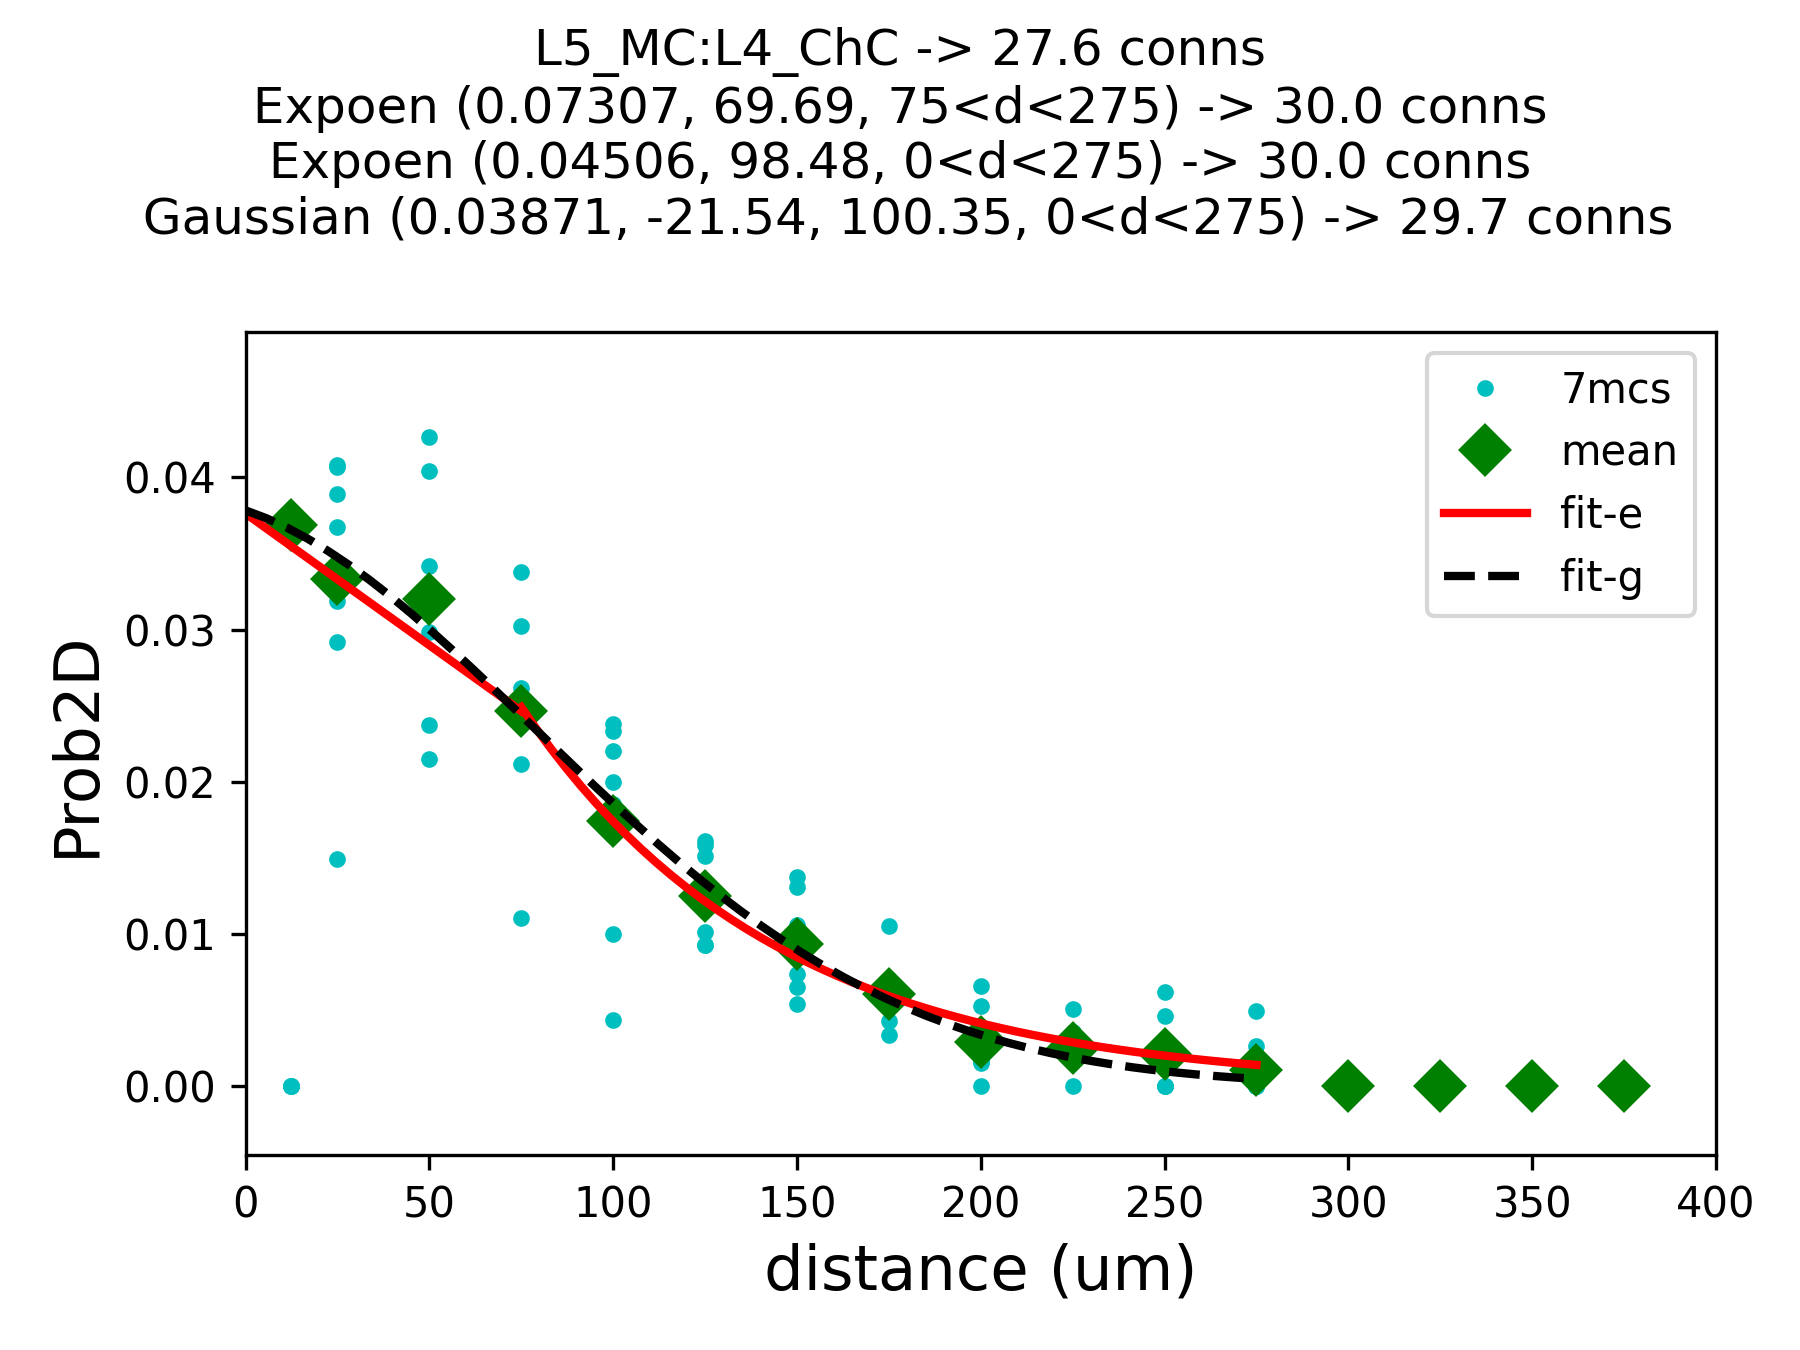 L5_MC:L4_ChC -> 27.6 conns
Expoen (0.07307, 69.69, 75<d<275) -> 30.0 conns
Expoen (0.04506, 98.48, 0<d<275) -> 30.0 conns
Gaussian (0.03871, -21.54, 100.35, 0<d<275) -> 29.7 conns
7mcs
mean
fit-e
fit-g
Prob2D
0.04
0.03
0.02
0.01
0.00
0 50 100 150 200 250 300 350 400
distance (um)